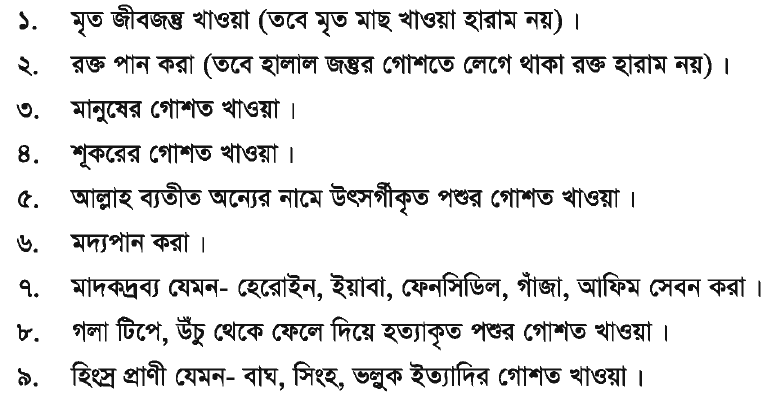 ১. মৃত জীবজন্তু খাওয়া (তবে মৃত মাছ খাওয়া হারাম নয়) ।
২. রক্ত পান করা (তবে হালাল জন্তুর গোশতে লেগে থাকা রক্ত হারাম নয়) ।
৩. মানুষের গোশত খাওয়া ।
৪. শূকরের গোশত খাওয়া ।
৫. আল্লাহ ব্যতীত অন্যের নামে উৎসর্গীকৃত পশুর গোশত খাওয়া ।
৬. মদ্যপান করা ।
৭. মাদকদ্রব্য যেমন- হেরোইন, ইয়াবা, ফেনসিডিল, গাঁজা, আফিম সেবন করা ।
৮. গলা টিপে, উঁচু থেকে ফেলে দিয়ে হত্যাকৃত পশুর গোশত খাওয়া ।
৯. হিংস্র প্রাণী যেমন- বাঘ, সিংহ, ভল্লুক ইত্যাদির গোশত খাওয়া ।